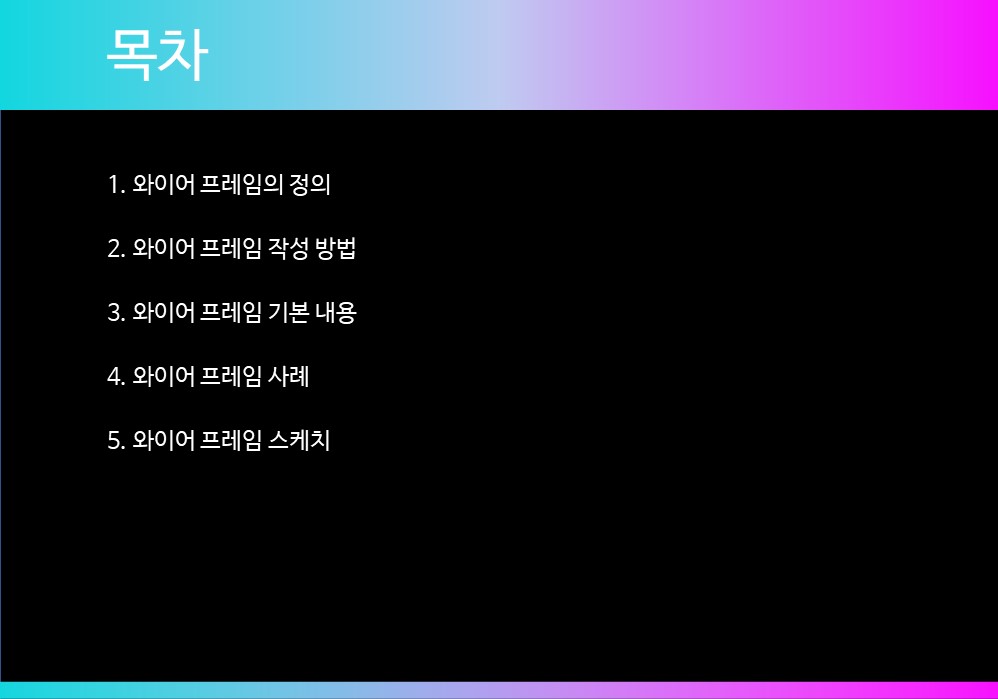 목차
1. 와이어 프레임의 정의
2. 와이어 프레임 작성 방법
3. 와이어 프레임 기본 내용
4. 와이어 프레임 사례
5. 와이어 프레임 스케치